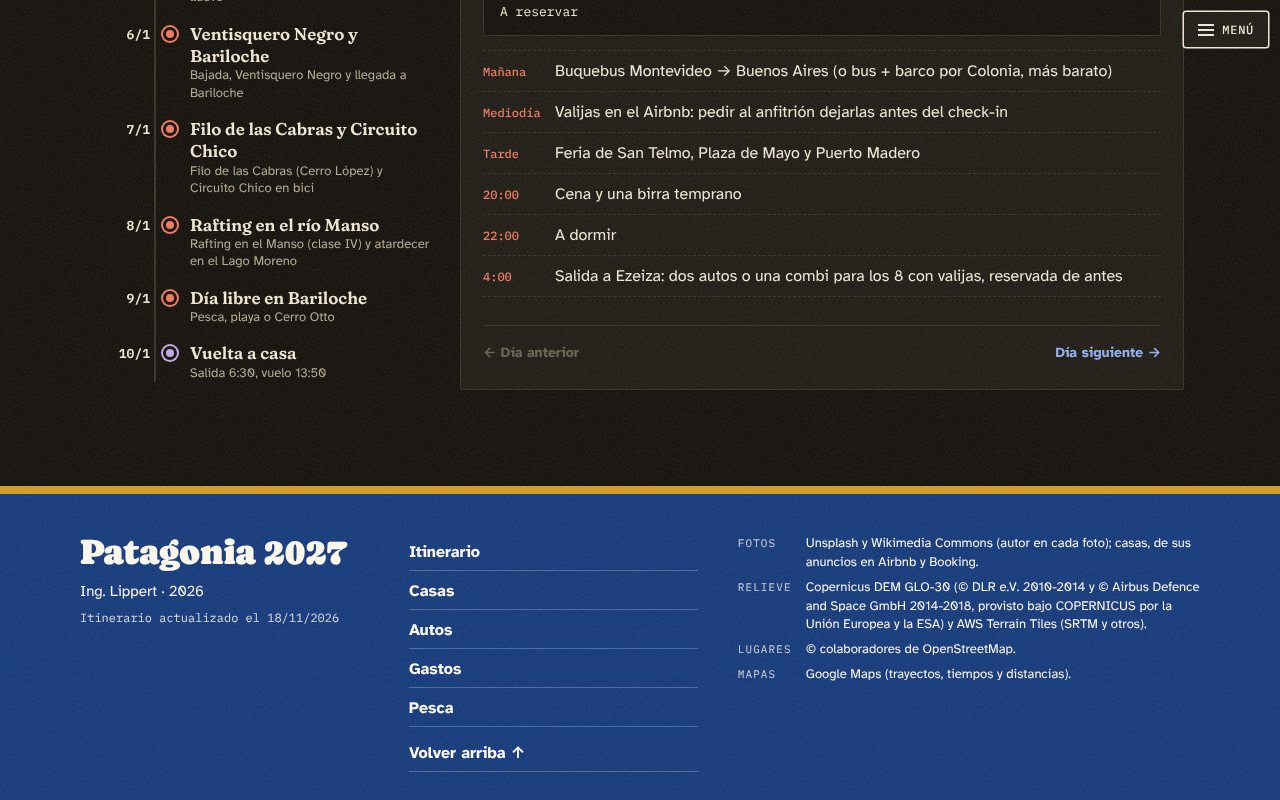 6/1
Ventisquero Negro y
Bariloche
Bajada, Ventisquero Negro y llegada a
Bariloche
7/1
Filo de las Cabras y Circuito
Chico
Filo de las Cabras (Cerro López) y
Circuito Chico en bici
8/1
Rafting en el río Manso
Rafting en el Manso (clase IV) y atardecer
en el Lago Moreno
9/1
Día libre en Bariloche
Pesca, playa o Cerro Otto
10/1
Vuelta a casa
Salida 6:30, vuelo 13:50
A reservar
Mañana Buquebus Montevideo → Buenos Aires (o bus + barco por Colonia, más barato)
Mediodía Valijas en el Airbnb: pedir al anfitrión dejarlas antes del check-in
Tarde Feria de San Telmo, Plaza de Mayo y Puerto Madero
20:00 Cena y una birra temprano
22:00 A dormir
4:00 Salida a Ezeiza: dos autos o una combi para los 8 con valijas, reservada de antes
← Día anterior
Día siguiente →
MENÚ
Patagonia 2027
Ing. Lippert · 2026
Itinerario actualizado el 18/11/2026
Itinerario
Casas
Autos
Gastos
Pesca
Volver arriba ↑
FOTOS Unsplash y Wikimedia Commons (autor en cada foto); casas, de sus
anuncios en Airbnb y Booking.
RELIEVE Copernicus DEM GLO-30 (© DLR e.V. 2010-2014 y © Airbus Defence
and Space GmbH 2014-2018, provisto bajo COPERNICUS por la
Unión Europea y la ESA) y AWS Terrain Tiles (SRTM y otros).
LUGARES © colaboradores de OpenStreetMap.
MAPAS Google Maps (trayectos, tiempos y distancias).